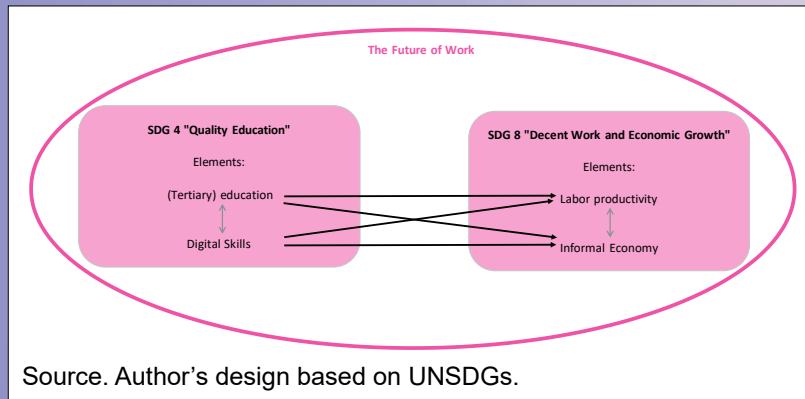 The Future of Work
SDG 4 "Quality Education"
Elements:
(Tertiary) education
Digital Skills
SDG 8 "Decent Work and Economic Growth"
Elements:
Labor productivity
Informal Economy
Source. Author’s design based on UNSDGs.